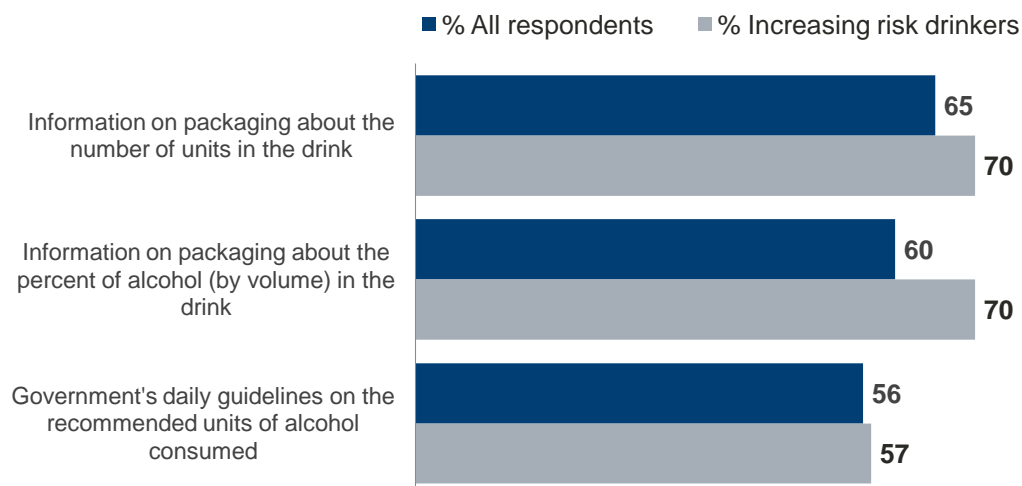 % All respondents % Increasing risk drinkers
Information on packaging about the
number of units in the drink
65
70
Information on packaging about the
percent of alcohol (by volume) in the
drink
60
70
Government's daily guidelines on the
recommended units of alcohol
consumed
56
57